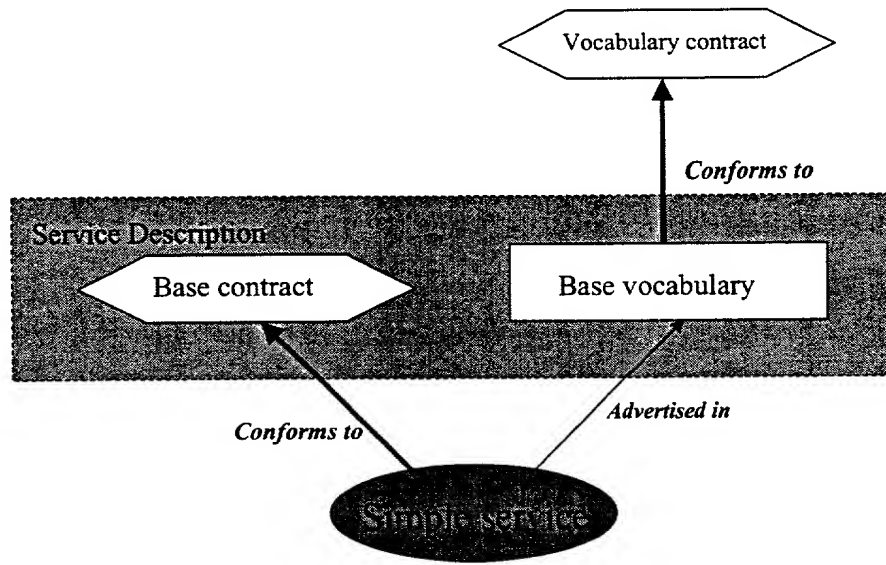 Vocabulary contract
Conforms to
Service Description
Base contract
Base vocabulary
Conforms to
Advertised in
Simple service